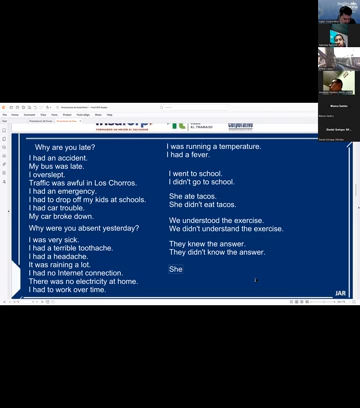 Why are you late?
I had an accident.
My bus was late.
I overslept.
Traffic was awful in Los Chorros.
I had an emergency.
I had to drop off my kids at schools.
I had car trouble.
My car broke down.
Why were you absent yesterday?
I was very sick.
I had a terrible toothache.
I had a headache.
It was raining a lot.
I had no Internet connection.
There was no electricity at home.
I had to work over time.
I was running a temperature.
I had a fever.
I went to school.
I didn't go to school.
She ate tacos.
She didn't eat tacos.
We understood the exercise.
We didn't understand the exercise.
They knew the answer.
They didn't know the answer.
She
JAR
EL TRABAJO